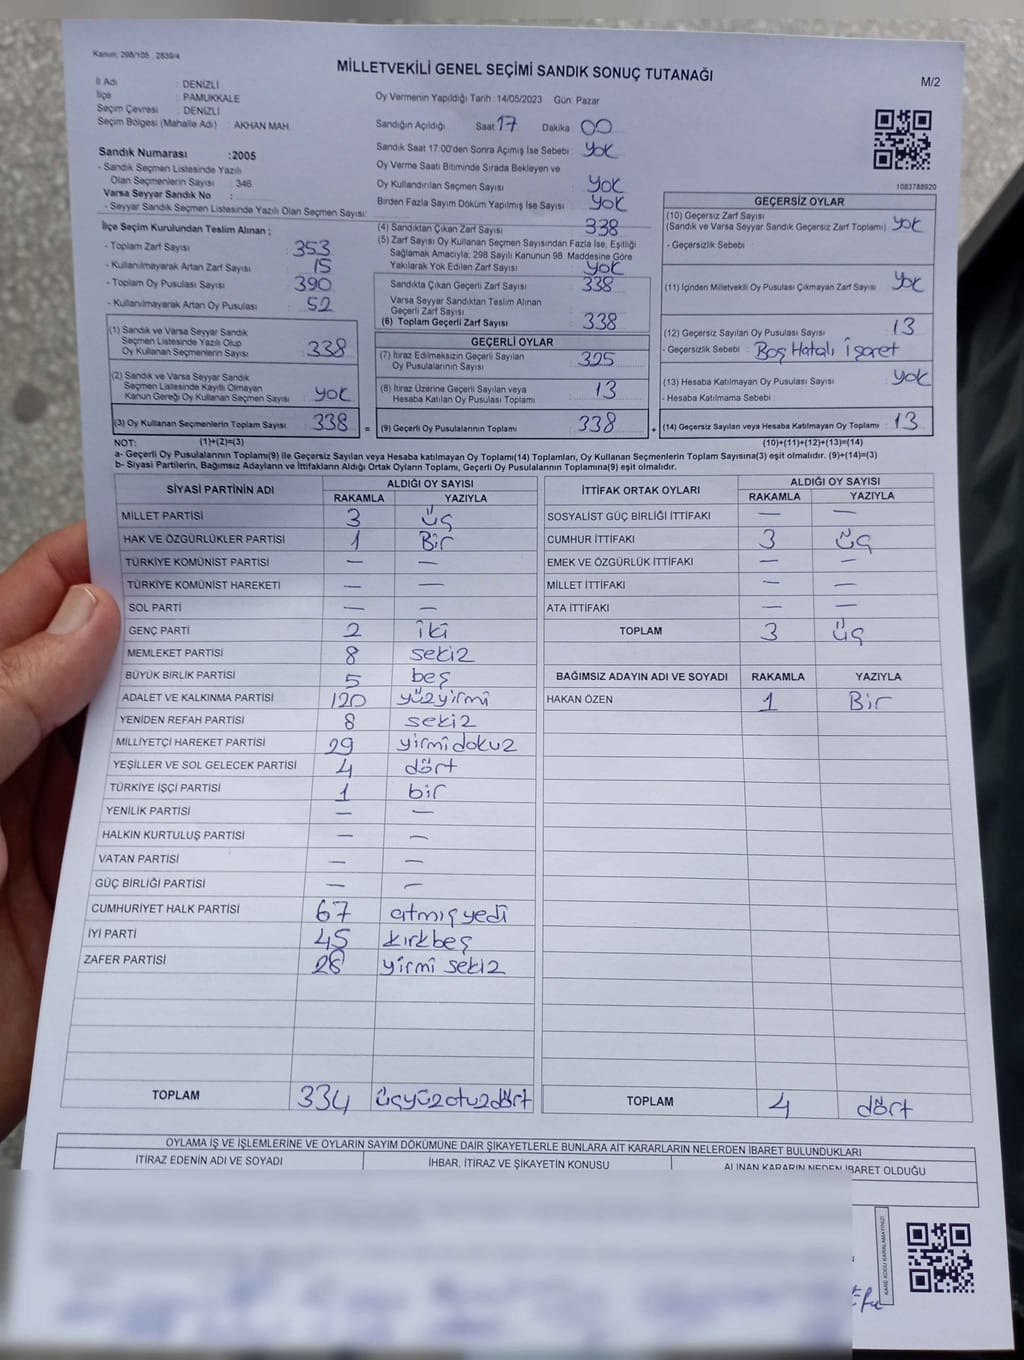 Kanun: 298/105 , 2839/4
MİLLETVEKİLİ GENEL SEÇİMİ SANDIK SONUÇ TUTANAĞI
M/2
İl Adı : DENİZLİ
İlçe : PAMUKKALE
Seçim Çevresi : DENİZLİ
Seçim Bölgesi (Mahalle Adı) : AKHAN MAH.
Oy Vermenin Yapıldığı Tarih :14/05/2023 Gün: Pazar
Sandığın Açıldığı Saat 17 Dakika 00
Sandık Saat 17:00'den Sonra Açımış İse Sebebi : yok
Oy Verme Saati Bitiminde Sırada Bekleyen ve
Oy Kullandırılan Seçmen Sayısı : yok
Birden Fazla Sayım Döküm Yapılmış İse Sayısı : yok
1083788920
Sandık Numarası :2005
- Sandık Seçmen Listesinde Yazılı
Olan Seçmenlerin Sayısı : 346
Varsa Seyyar Sandık No :
- Seyyar Sandık Seçmen Listesinde Yazılı Olan Seçmen Sayısı:
İlçe Seçim Kurulundan Teslim Alınan ;
- Toplam Zarf Sayısı : 353
- Kullanılmayarak Artan Zarf Sayısı : 15
- Toplam Oy Pusulası Sayısı : 390
- Kullanılmayarak Artan Oy Pusulası : 52
(1) Sandık ve Varsa Seyyar Sandık
Seçmen Listesinde Yazılı Olup
Oy Kullanan Seçmenlerin Sayısı : 338
(2) Sandık ve Varsa Seyyar Sandık
Seçmen Listesinde Kayıtlı Olmayan
Kanun Gereği Oy Kullanan Seçmen Sayısı : yok
(3) Oy Kullanan Seçmenlerin Toplam Sayısı : 338 =
(4) Sandıktan Çıkan Zarf Sayısı : 338
(5) Zarf Sayısı Oy Kullanan Seçmen Sayısından Fazla İse, Eşitliği
Sağlamak Amacıyla; 298 Sayılı Kanunun 98. Maddesine Göre
Yakılarak Yok Edilen Zarf Sayısı : yok
Sandıkta Çıkan Geçerli Zarf Sayısı : 338
Varsa Seyyar Sandıktan Teslim Alınan
Geçerli Zarf Sayısı :
(6) Toplam Geçerli Zarf Sayısı : 338
GEÇERLİ OYLAR
(7) İtiraz Edilmeksizin Geçerli Sayılan
Oy Pusulalarının Sayısı : 325
(8) İtiraz Üzerine Geçerli Sayılan veya
Hesaba Katılan Oy Pusulası Toplamı : 13
(9) Geçerli Oy Pusulalarının Toplamı : 338 +
GEÇERSİZ OYLAR
(10) Geçersiz Zarf Sayısı
(Sandık ve Varsa Seyyar Sandık Geçersiz Zarf Toplamı) : yok
- Geçersizlik Sebebi :
(11) İçinden Milletvekili Oy Pusulası Çıkmayan Zarf Sayısı : yok
(12) Geçersiz Sayılan Oy Pusulası Sayısı : 13
- Geçersizlik Sebebi : Boş Hatalı İşaret
(13) Hesaba Katılmayan Oy Pusulası Sayısı : yok
- Hesaba Katılmama Sebebi :
(14) Geçersiz Sayılan veya Hesaba Katılmayan Oy Toplamı : 13
NOT: (1)+(2)=(3) (10)+(11)+(12)+(13)=(14)
a- Geçerli Oy Pusulalarının Toplamı(9) ile Geçersiz Sayılan veya Hesaba katılmayan Oy Toplamı(14) Toplamları, Oy Kullanan Seçmenlerin Toplam Sayısına(3) eşit olmalıdır. (9)+(14)=(3)
b- Siyasi Partilerin, Bağımsız Adayların ve İttifakların Aldığı Ortak Oyların Toplamı, Geçerli Oy Pusulalarının Toplamına(9) eşit olmalıdır.
SİYASİ PARTİNİN ADI ALDIĞI OY SAYISI
RAKAMLA YAZIYLA
MİLLET PARTİSİ 3 üç
HAK VE ÖZGÜRLÜKLER PARTİSİ 1 Bir
TÜRKİYE KOMÜNİST PARTİSİ — —
TÜRKİYE KOMÜNİST HAREKETİ — —
SOL PARTİ — —
GENÇ PARTİ 2 iki
MEMLEKET PARTİSİ 8 sekiz
BÜYÜK BİRLİK PARTİSİ 5 beş
ADALET VE KALKINMA PARTİSİ 120 yüzyirmi
YENİDEN REFAH PARTİSİ 8 sekiz
MİLLİYETÇİ HAREKET PARTİSİ 29 yirmidokuz
YEŞİLLER VE SOL GELECEK PARTİSİ 4 dört
TÜRKİYE İŞÇİ PARTİSİ 1 bir
YENİLİK PARTİSİ — —
HALKIN KURTULUŞ PARTİSİ — —
VATAN PARTİSİ — —
GÜÇ BİRLİĞİ PARTİSİ — —
CUMHURİYET HALK PARTİSİ 67 atmışyedi
İYİ PARTİ 45 kırkbeş
ZAFER PARTİSİ 28 yirmi sekiz
TOPLAM 334 üçyüzotuzdört
İTTİFAK ORTAK OYLARI ALDIĞI OY SAYISI
RAKAMLA YAZIYLA
SOSYALİST GÜÇ BİRLİĞİ İTTİFAKI — —
CUMHUR İTTİFAKI 3 üç
EMEK VE ÖZGÜRLÜK İTTİFAKI — —
MİLLET İTTİFAKI — —
ATA İTTİFAKI — —
TOPLAM 3 üç
BAĞIMSIZ ADAYIN ADI VE SOYADI RAKAMLA YAZIYLA
HAKAN ÖZEN 1 Bir
TOPLAM 4 dört
OYLAMA İŞ VE İŞLEMLERİNE VE OYLARIN SAYIM DÖKÜMÜNE DAİR ŞİKAYETLERLE BUNLARA AİT KARARLARIN NELERDEN İBARET BULUNDUKLARI
İTİRAZ EDENİN ADI VE SOYADI İHBAR, İTİRAZ VE ŞİKAYETİN KONUSU ALINAN KARARIN NEDEN İBARET OLDUĞU
KARE KODU KARALAMAYINIZ!